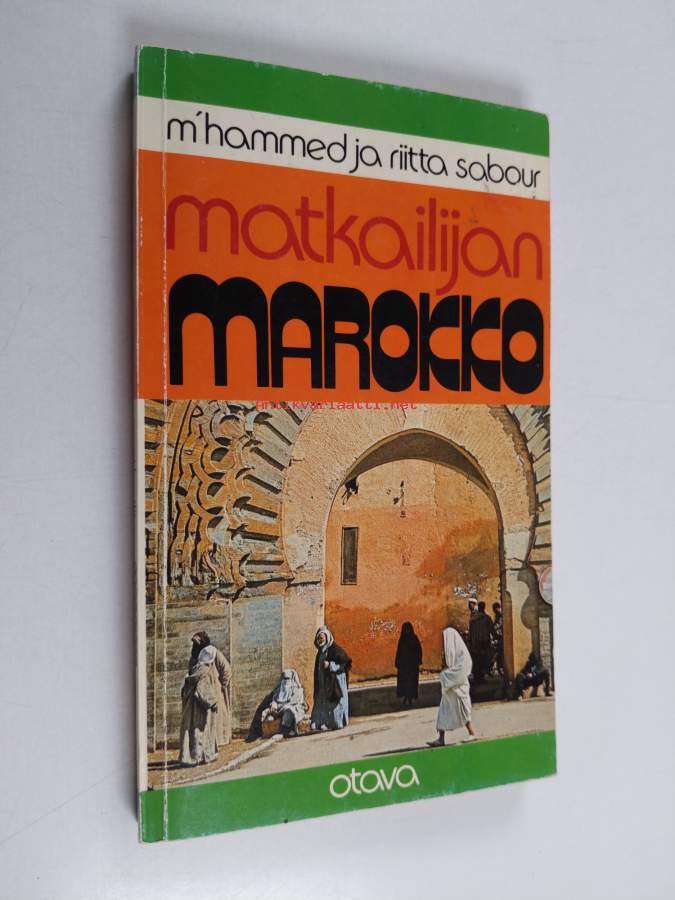 m'hammed ja riitta sabour
matkailijan
MAROKKO
Antikvariaatti.net
otava